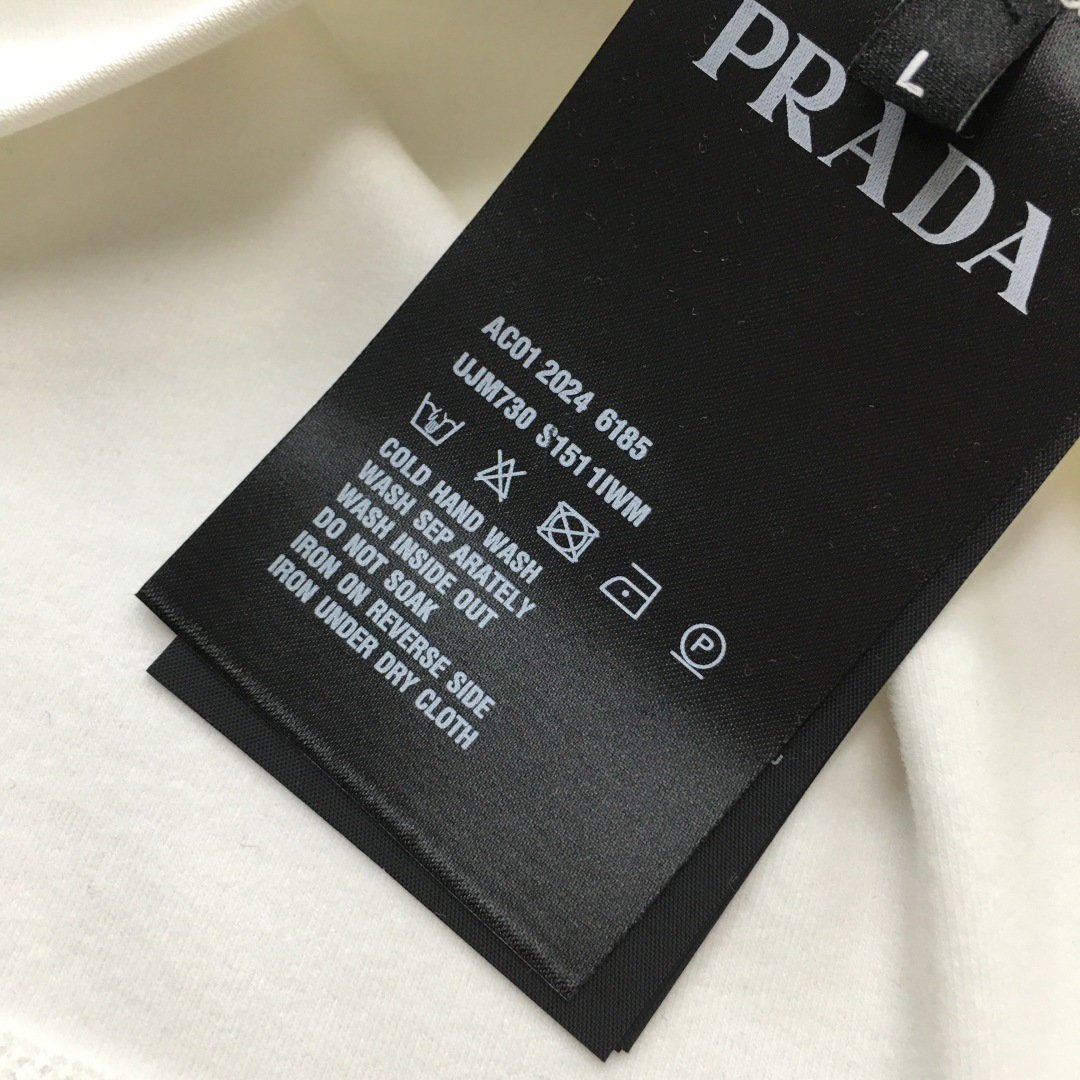 PRADA
L
AC01 2024 6185
UJM730 S151 1IWM
P
COLD HAND WASH
WASH SEP ARATELY
WASH INSIDE OUT
DO NOT SOAK
IRON ON REVERSE SIDE
IRON UNDER DRY CLOTH